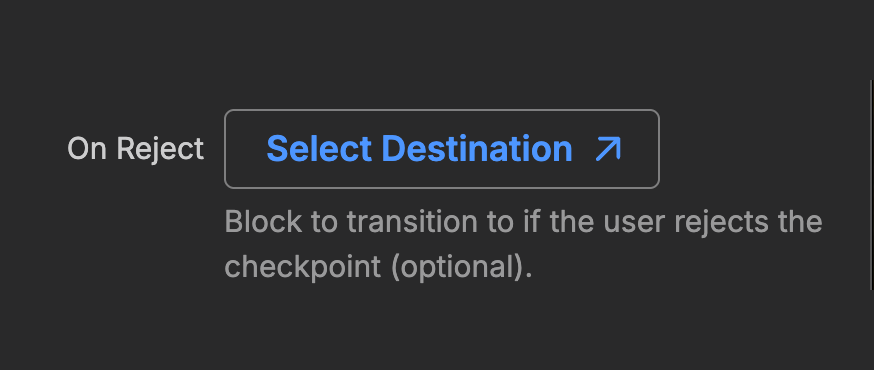 On Reject
Select Destination
Block to transition to if the user rejects the
checkpoint (optional).